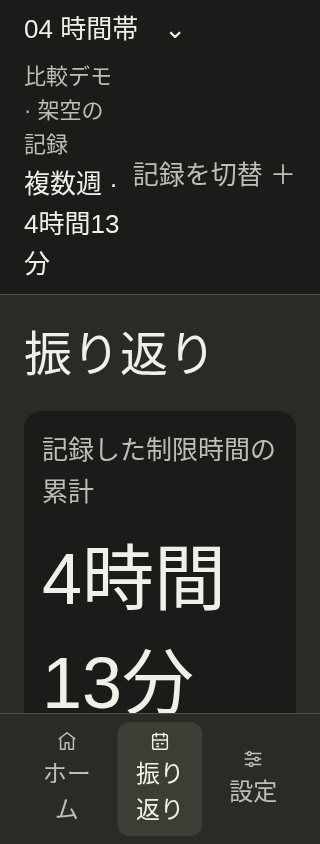 04 時間帯
比較デモ
· 架空の
記録
複数週 ·
4時間13
分
記録を切替 ＋
振り返り
記録した制限時間の
累計
4時間
13分
ホー
ム
振り
返り
設定